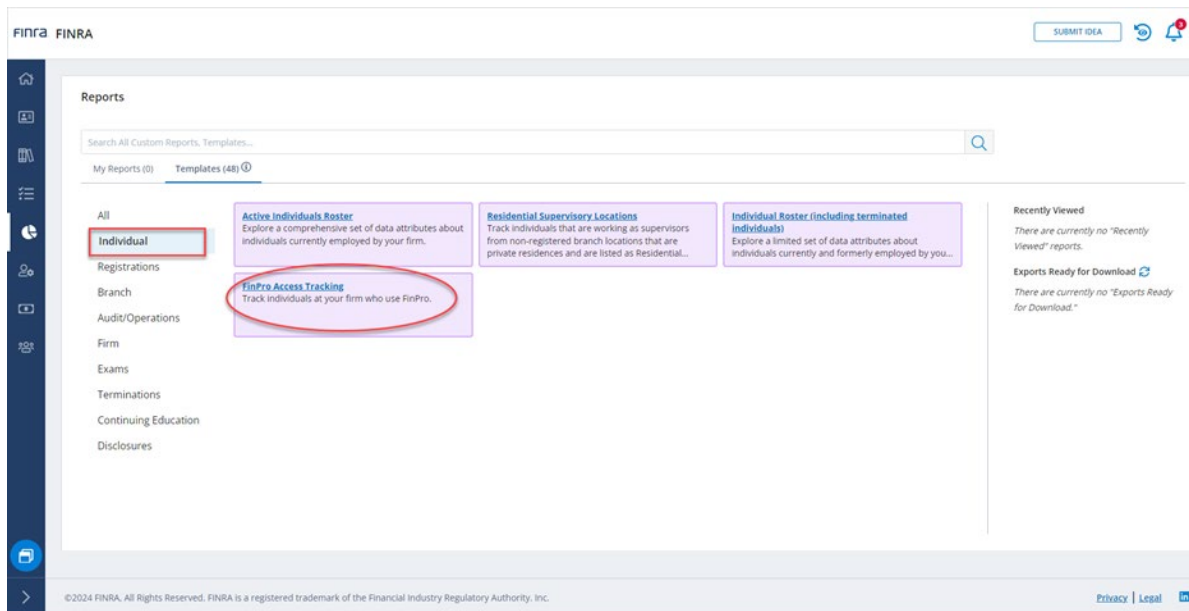 Finra FINRA
SUBMIT IDEA
3
Reports
Search All Custom Reports, Templates...
My Reports (0) Templates (48)
All
Individual
Registrations
Branch
Audit/Operations
Firm
Exams
Terminations
Continuing Education
Disclosures
Active Individuals Roster
Explore a comprehensive set of data attributes about
individuals currently employed by your firm.
Residential Supervisory Locations
Track individuals that are working as supervisors
from non-registered branch locations that are
private residences and are listed as Residential...
Individual Roster (including terminated
individuals)
Explore a limited set of data attributes about
individuals currently and formerly employed by you...
FinPro Access Tracking
Track individuals at your firm who use FinPro.
Recently Viewed
There are currently no "Recently
Viewed" reports.
Exports Ready for Download
There are currently no "Exports Ready
for Download."
©2024 FINRA. All Rights Reserved. FINRA is a registered trademark of the Financial Industry Regulatory Authority. Inc.
Privacy | Legal in